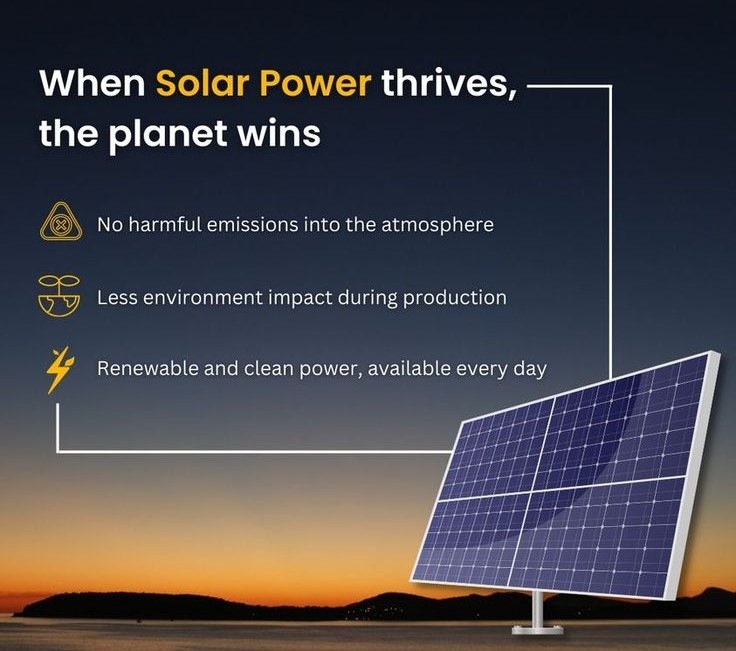 When Solar Power thrives,
the planet wins
No harmful emissions into the atmosphere
Less environment impact during production
Renewable and clean power, available every day